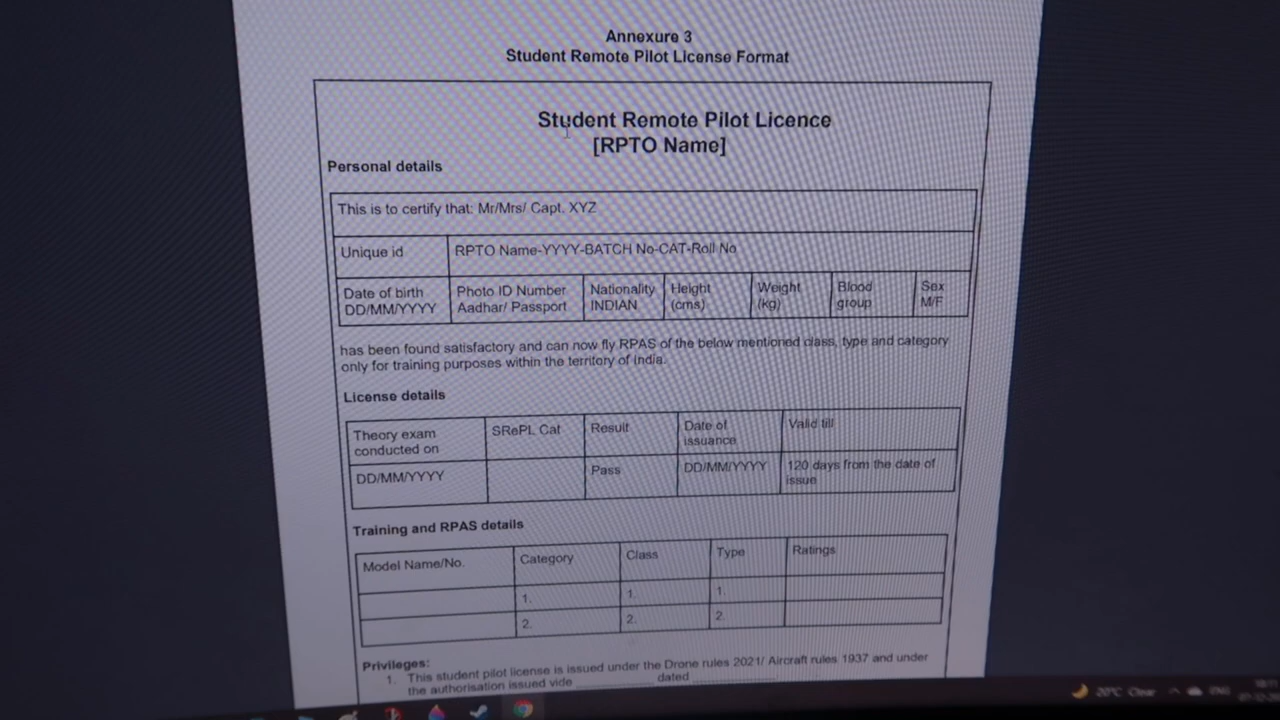 Annexure 3
Student Remote Pilot License Format
Student Remote Pilot Licence
[RPTO Name]
Personal details
This is to certify that: Mr/Mrs/ Capt. XYZ
Unique id
RPTO Name-YYYY-BATCH No-CAT-Roll No
Date of birth
DD/MM/YYYY
Photo ID Number
Aadhar/ Passport
Nationality
INDIAN
Height
(cms)
Weight
(kg)
Blood
group
Sex
M/F
has been found satisfactory and can now fly RPAS of the below mentioned class, type and category
only for training purposes within the territory of India.
License details
Theory exam
conducted on
SRePL Cat
Result
Date of
issuance
Valid till
DD/MM/YYYY
Pass
DD/MM/YYYY
120 days from the date of
issue
Training and RPAS details
Model Name/No.
Category
Class
Type
Ratings
1.
1.
1.
2.
2.
2.
Privileges:
1. This student pilot license is issued under the Drone rules 2021/ Aircraft rules 1937 and under
the authorisation issued vide ____________ dated ____________
20°C Clear
ENG